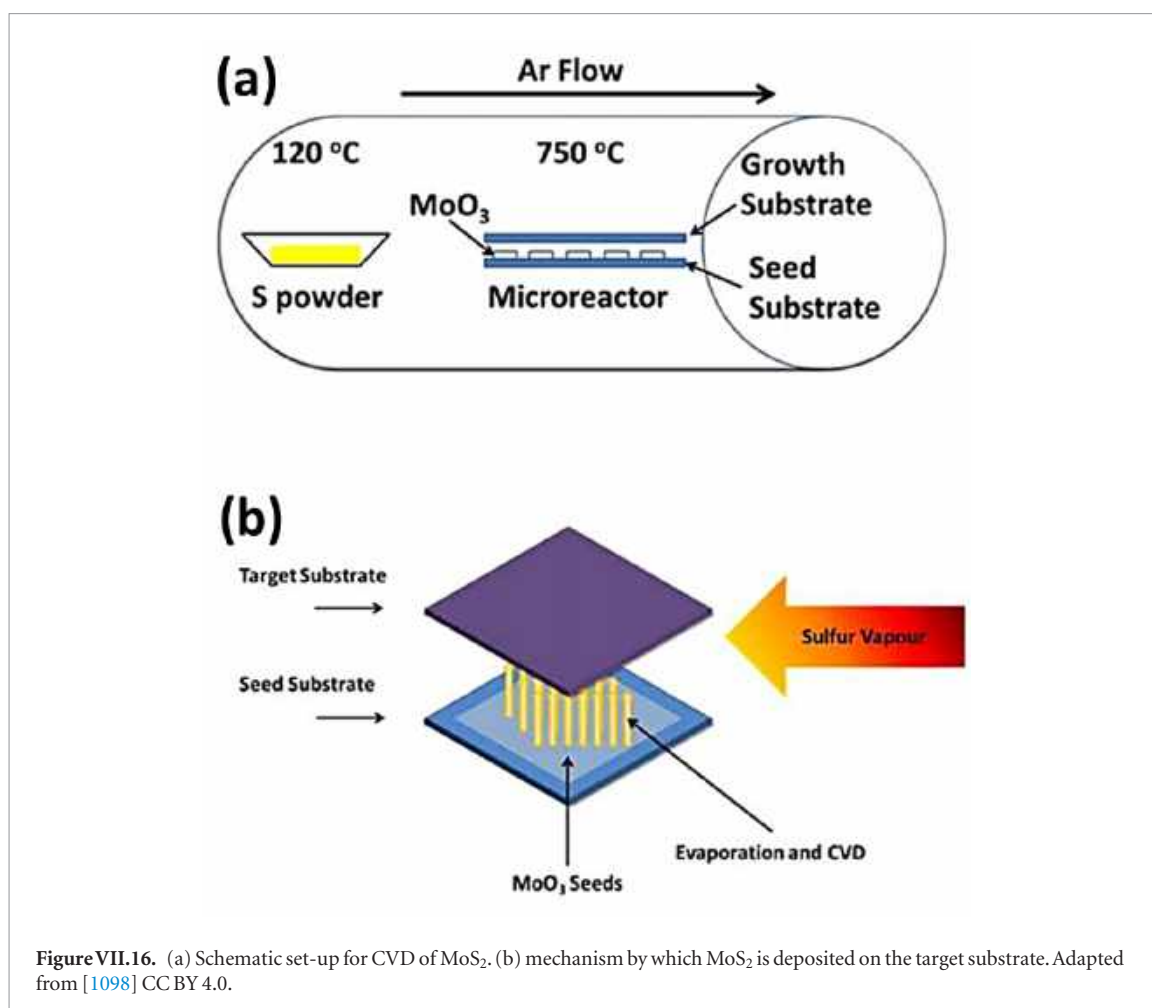 (a)
Ar Flow
120 °C
750 °C
Growth
Substrate
MoO₃
S powder
Microreactor
Seed
Substrate
(b)
Target Substrate
Sulfur Vapour
Seed Substrate
Evaporation and CVD
MoO₃ Seeds
Figure VII.16. (a) Schematic set-up for CVD of MoS₂. (b) mechanism by which MoS₂ is deposited on the target substrate. Adapted
from [1098] CC BY 4.0.